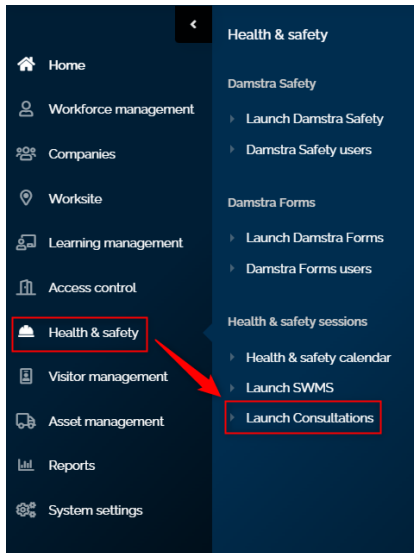 Home
Workforce management
Companies
Worksite
Learning management
Access control
Health & safety
Visitor management
Asset management
Reports
System settings
Health & safety
Damstra Safety
Launch Damstra Safety
Damstra Safety users
Damstra Forms
Launch Damstra Forms
Damstra Forms users
Health & safety sessions
Health & safety calendar
Launch SWMS
Launch Consultations